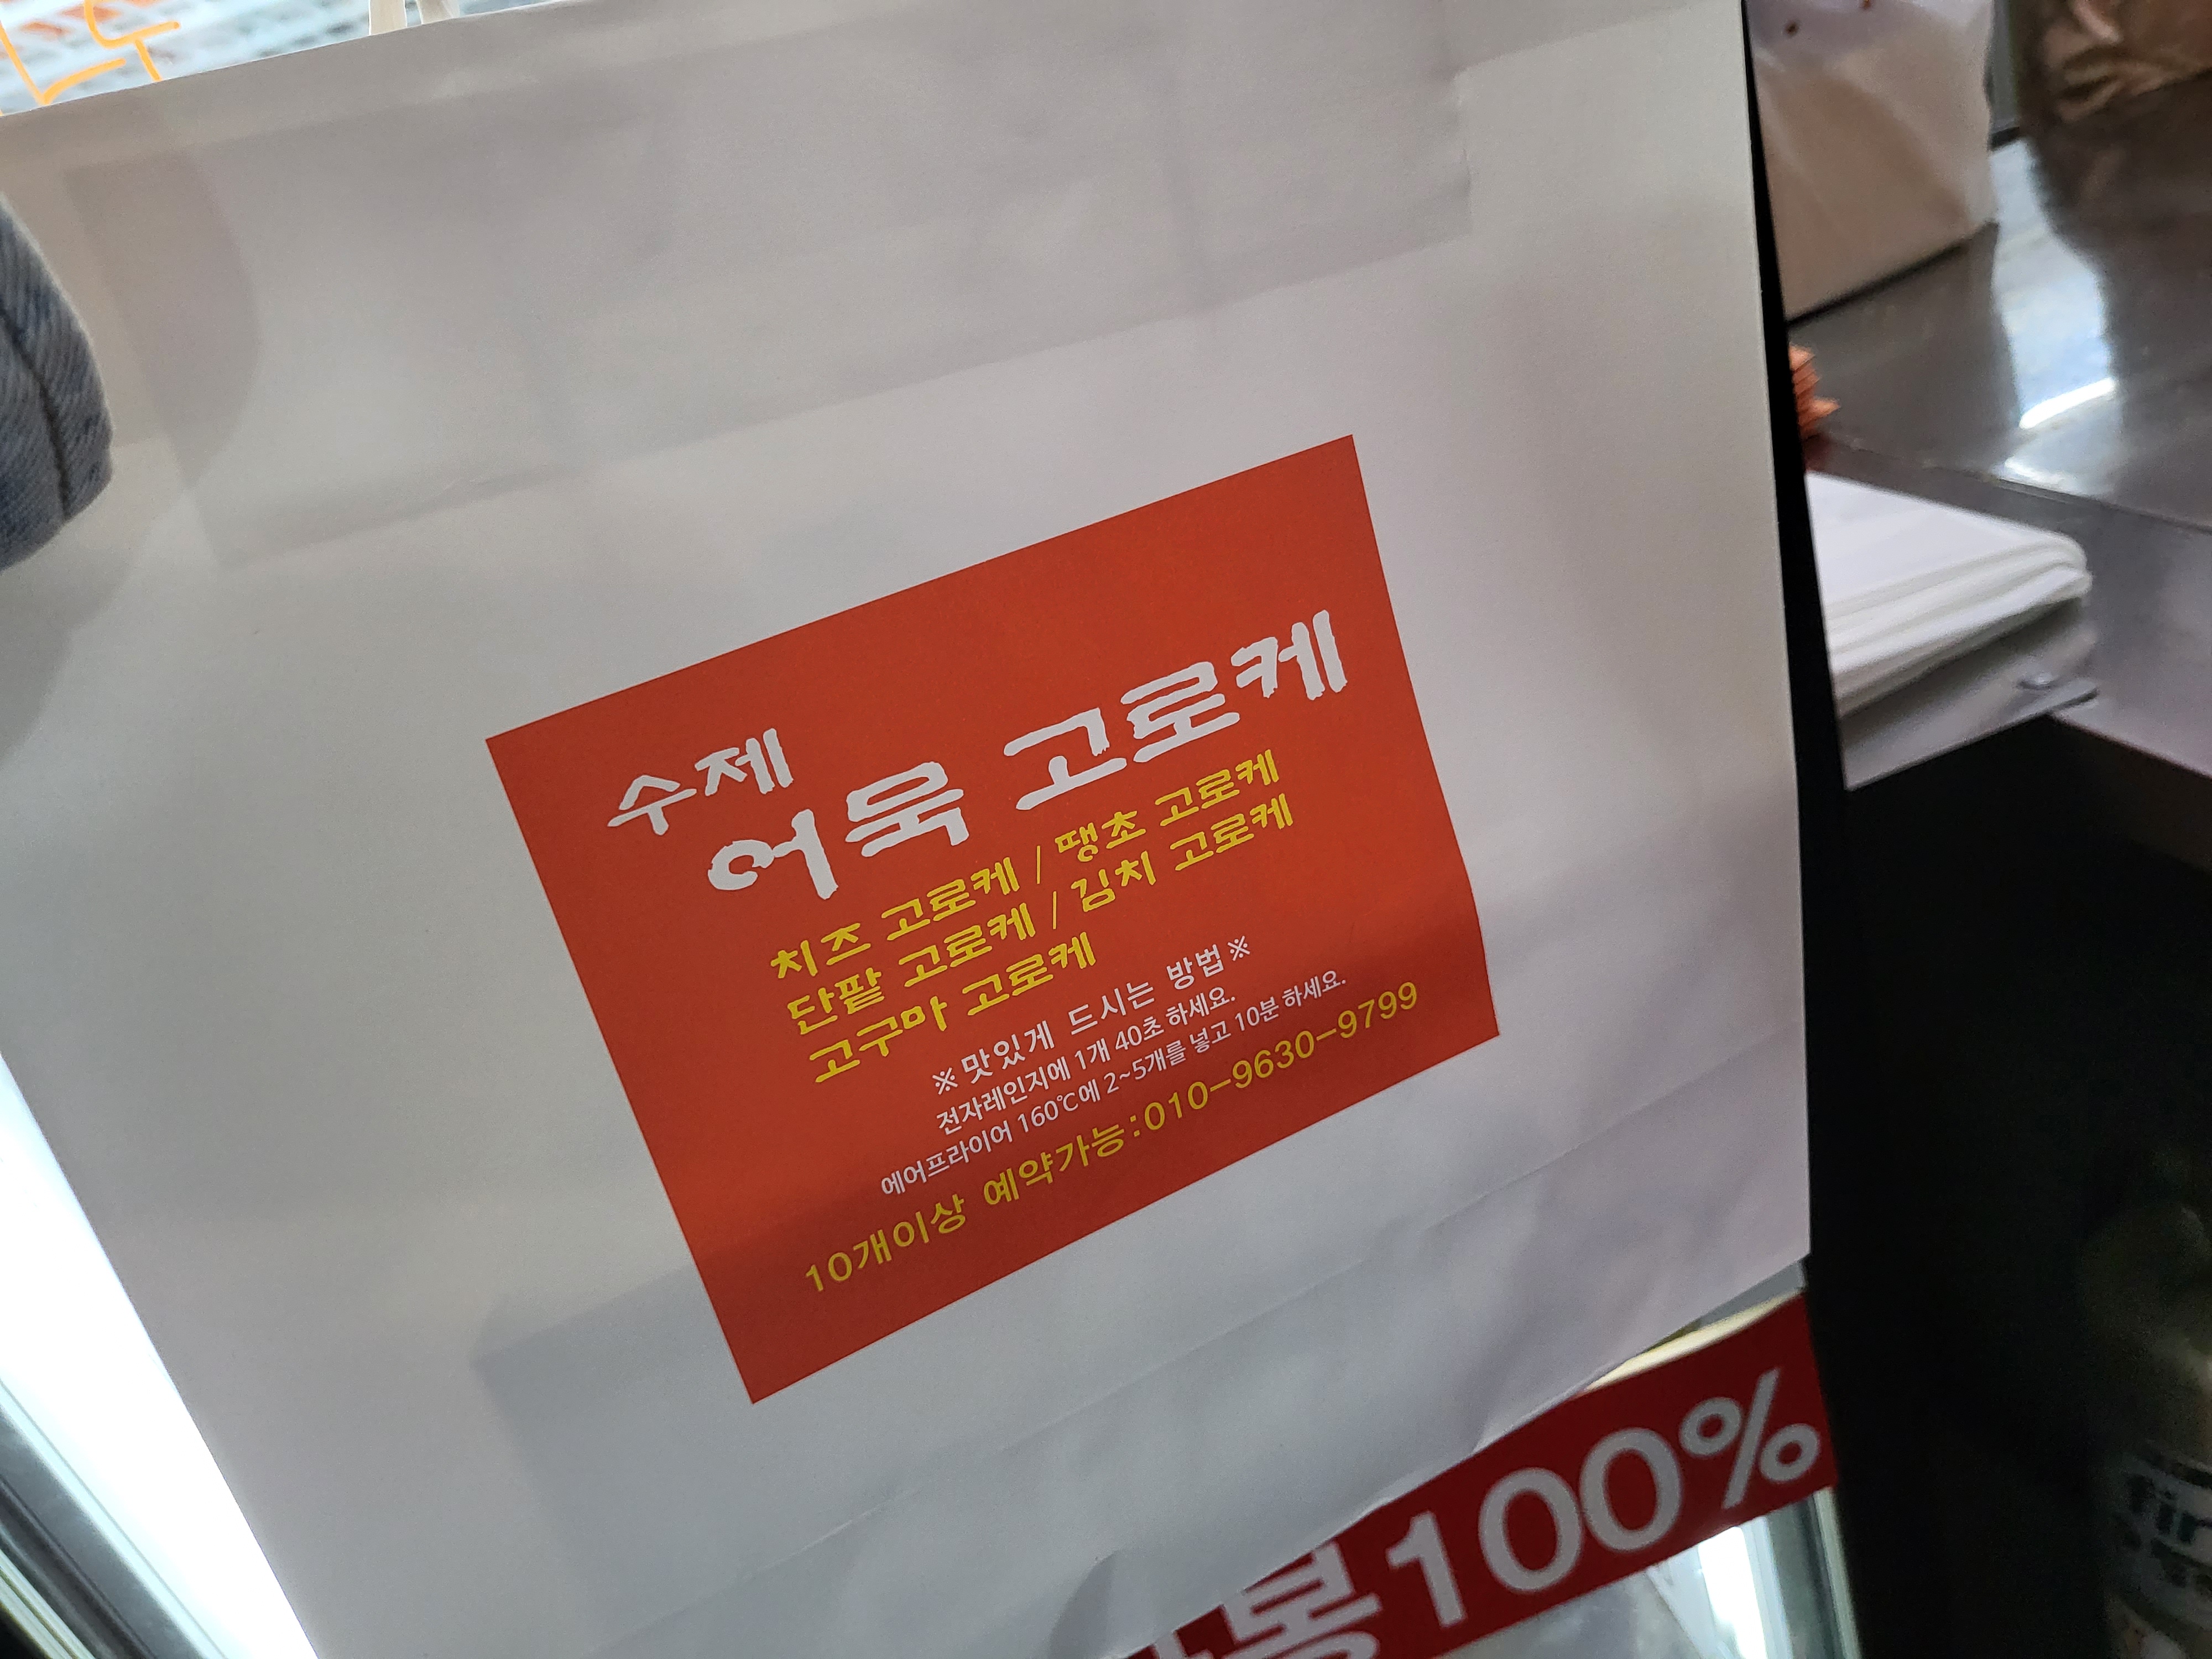 수제
어묵 고로케
치즈 고로케 / 땡초 고로케
단팥 고로케 / 김치 고로케
고구마 고로케
※맛있게 드시는 방법※
전자레인지에 1개 40초 하세요.
에어프라이어 160℃에 2~5개를 넣고 10분 하세요.
10개이상 예약가능:010-9630-9799
100%